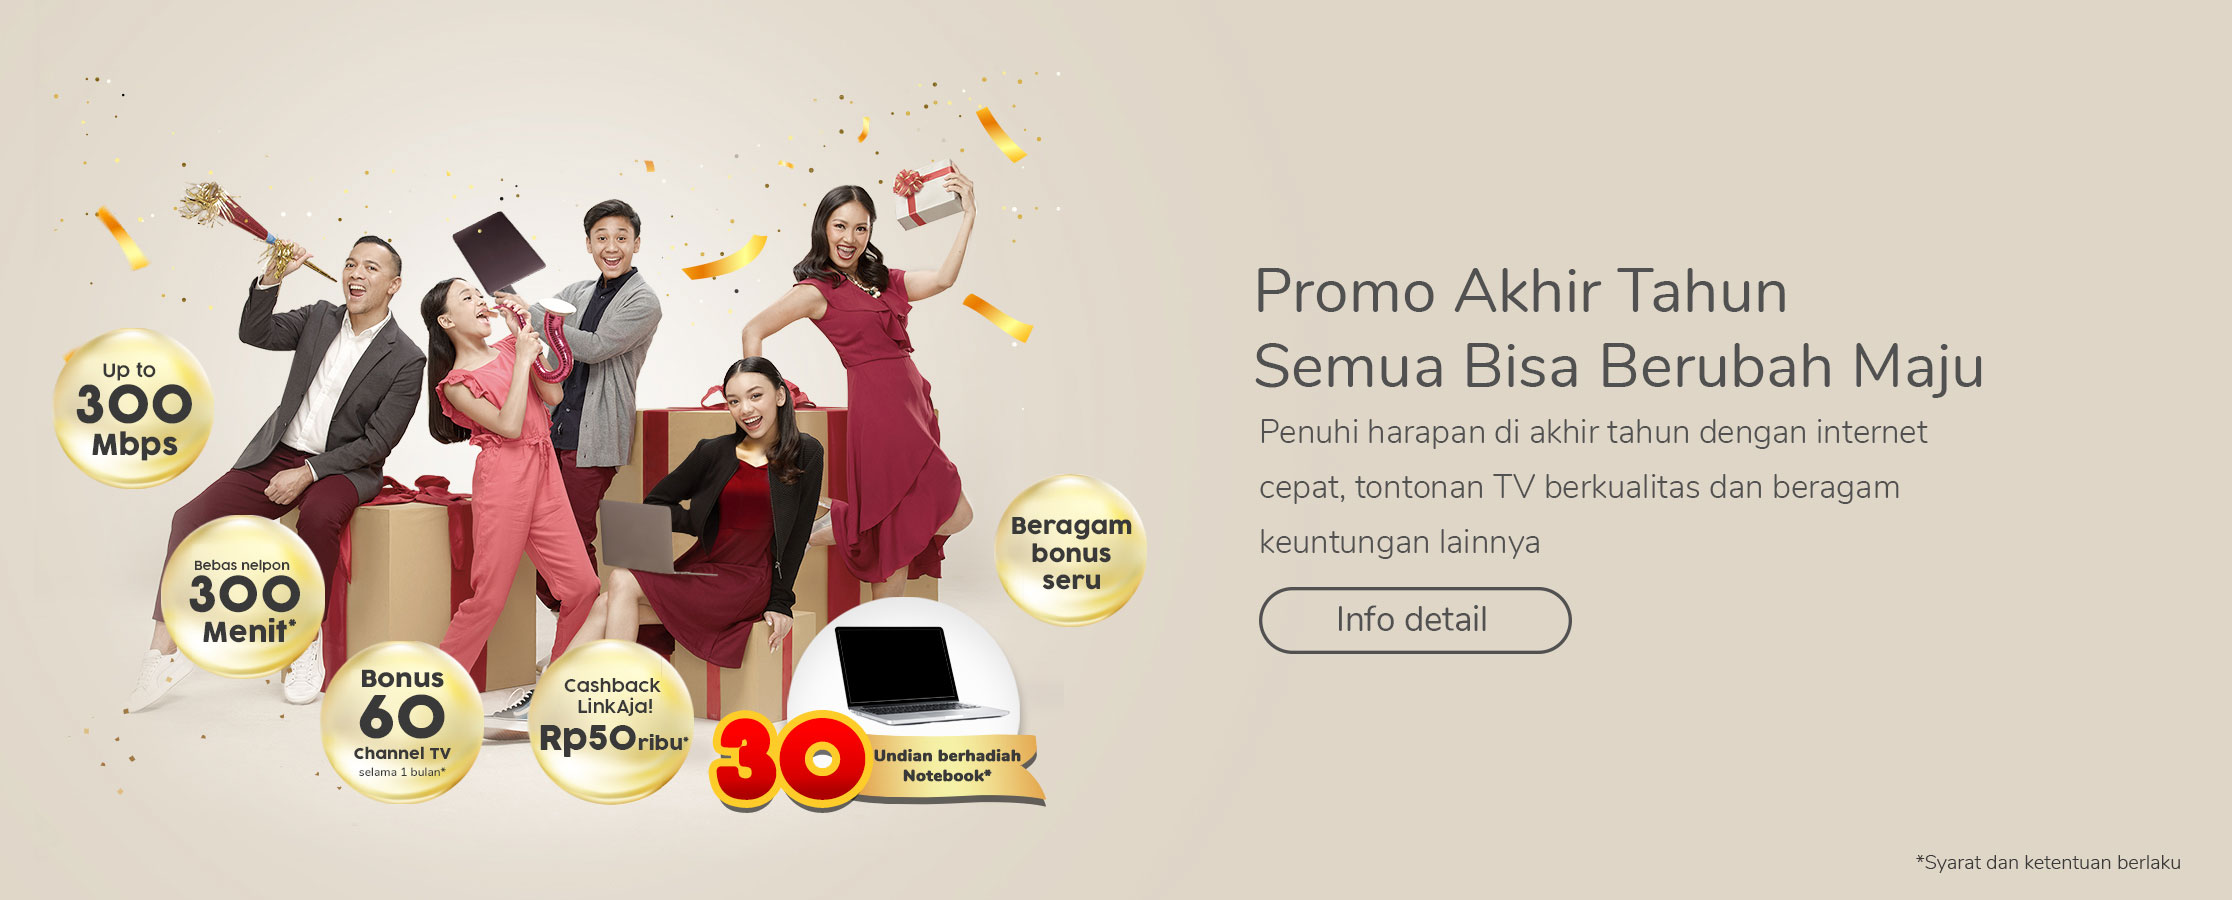 Up to
300
Mbps
Bebas nelpon
300
Menit*
Bonus
60
Channel TV
selama 1 bulan*
Cashback
LinkAja!
Rp50ribu*
30
Undian berhadiah
Notebook*
Beragam
bonus
seru
Promo Akhir Tahun
Semua Bisa Berubah Maju
Penuhi harapan di akhir tahun dengan internet
cepat, tontonan TV berkualitas dan beragam
keuntungan lainnya
Info detail
*Syarat dan ketentuan berlaku